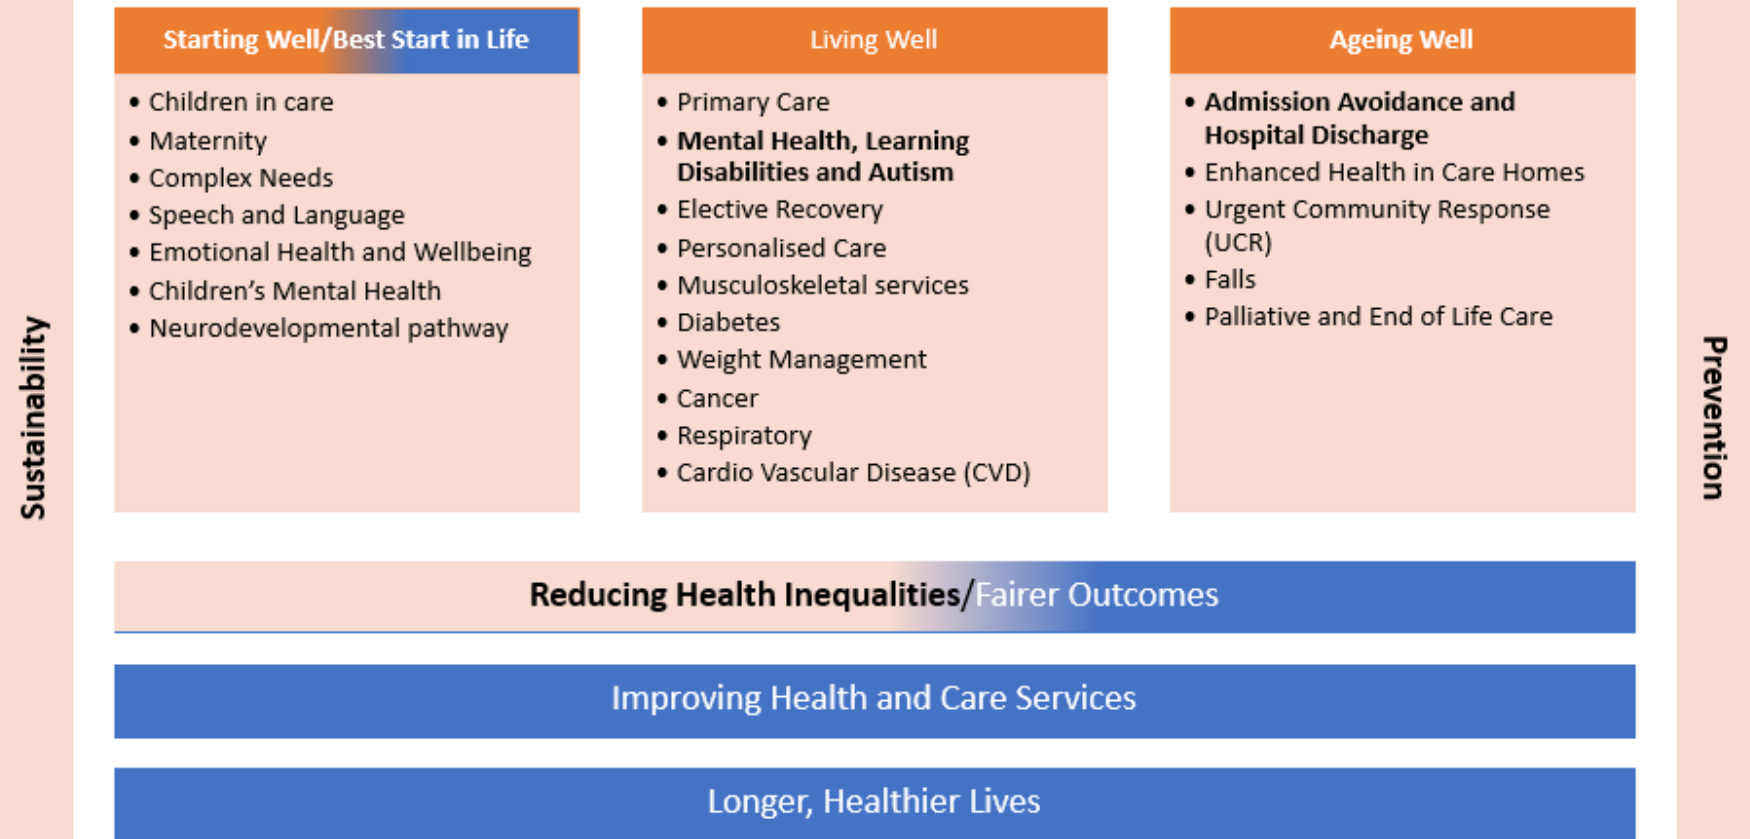 Sustainability
Starting Well/Best Start in Life
• Children in care
• Maternity
• Complex Needs
• Speech and Language
• Emotional Health and Wellbeing
• Children’s Mental Health
• Neurodevelopmental pathway
Living Well
• Primary Care
• Mental Health, Learning
Disabilities and Autism
• Elective Recovery
• Personalised Care
• Musculoskeletal services
• Diabetes
• Weight Management
• Cancer
• Respiratory
• Cardio Vascular Disease (CVD)
Ageing Well
• Admission Avoidance and
Hospital Discharge
• Enhanced Health in Care Homes
• Urgent Community Response
(UCR)
• Falls
• Palliative and End of Life Care
Prevention
Reducing Health Inequalities/Fairer Outcomes
Improving Health and Care Services
Longer, Healthier Lives